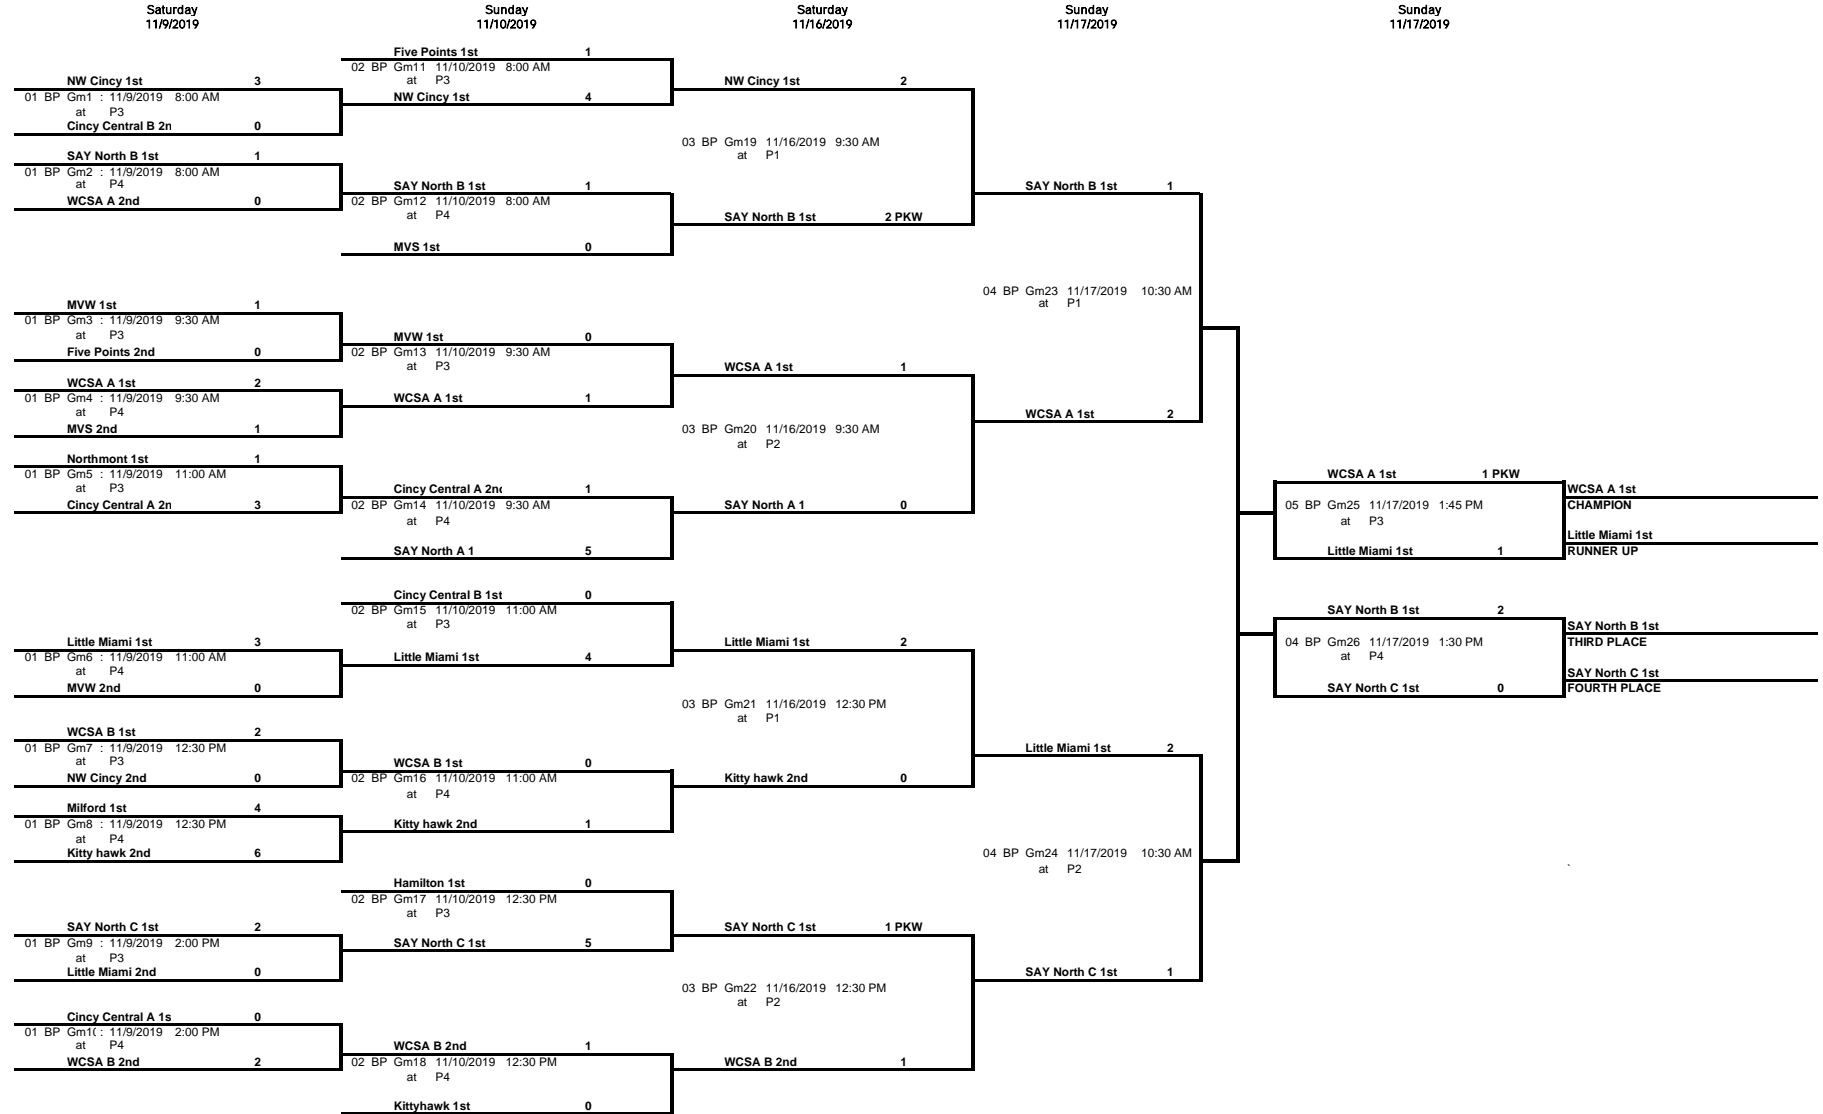 Saturday
11/9/2019
Sunday
11/10/2019
Saturday
11/16/2019
Sunday
11/17/2019
Sunday
11/17/2019
NW Cincy 1st 3
01 BP Gm1 : 11/9/2019 8:00 AM
at P3
Cincy Central B 2n 0
SAY North B 1st 1
01 BP Gm2 : 11/9/2019 8:00 AM
at P4
WCSA A 2nd 0
MVW 1st 1
01 BP Gm3 : 11/9/2019 9:30 AM
at P3
Five Points 2nd 0
WCSA A 1st 2
01 BP Gm4 : 11/9/2019 9:30 AM
at P4
MVS 2nd 1
Northmont 1st 1
01 BP Gm5 : 11/9/2019 11:00 AM
at P3
Cincy Central A 2n 3
Little Miami 1st 3
01 BP Gm6 : 11/9/2019 11:00 AM
at P4
MVW 2nd 0
WCSA B 1st 2
01 BP Gm7 : 11/9/2019 12:30 PM
at P3
NW Cincy 2nd 0
Milford 1st 4
01 BP Gm8 : 11/9/2019 12:30 PM
at P4
Kitty hawk 2nd 6
SAY North C 1st 2
01 BP Gm9 : 11/9/2019 2:00 PM
at P3
Little Miami 2nd 0
Cincy Central A 1s 0
01 BP Gm1( : 11/9/2019 2:00 PM
at P4
WCSA B 2nd 2
Five Points 1st 1
02 BP Gm11 11/10/2019 8:00 AM
at P3
NW Cincy 1st 4
SAY North B 1st 1
02 BP Gm12 11/10/2019 8:00 AM
at P4
MVS 1st 0
MVW 1st 0
02 BP Gm13 11/10/2019 9:30 AM
at P3
WCSA A 1st 1
Cincy Central A 2nd 1
02 BP Gm14 11/10/2019 9:30 AM
at P4
SAY North A 1 5
Cincy Central B 1st 0
02 BP Gm15 11/10/2019 11:00 AM
at P3
Little Miami 1st 4
WCSA B 1st 0
02 BP Gm16 11/10/2019 11:00 AM
at P4
Kitty hawk 2nd 1
Hamilton 1st 0
02 BP Gm17 11/10/2019 12:30 PM
at P3
SAY North C 1st 5
WCSA B 2nd 1
02 BP Gm18 11/10/2019 12:30 PM
at P4
Kittyhawk 1st 0
NW Cincy 1st 2
03 BP Gm19 11/16/2019 9:30 AM
at P1
SAY North B 1st 2 PKW
WCSA A 1st 1
03 BP Gm20 11/16/2019 9:30 AM
at P2
SAY North A 1 0
Little Miami 1st 2
03 BP Gm21 11/16/2019 12:30 PM
at P1
Kitty hawk 2nd 0
SAY North C 1st 1 PKW
03 BP Gm22 11/16/2019 12:30 PM
at P2
WCSA B 2nd 1
SAY North B 1st 1
04 BP Gm23 11/17/2019 10:30 AM
at P1
WCSA A 1st 2
Little Miami 1st 2
04 BP Gm24 11/17/2019 10:30 AM
at P2
SAY North C 1st 1
WCSA A 1st 1 PKW
05 BP Gm25 11/17/2019 1:45 PM
at P3
Little Miami 1st 1
SAY North B 1st 2
04 BP Gm26 11/17/2019 1:30 PM
at P4
SAY North C 1st 0
WCSA A 1st
CHAMPION
Little Miami 1st
RUNNER UP
SAY North B 1st
THIRD PLACE
SAY North C 1st
FOURTH PLACE
`